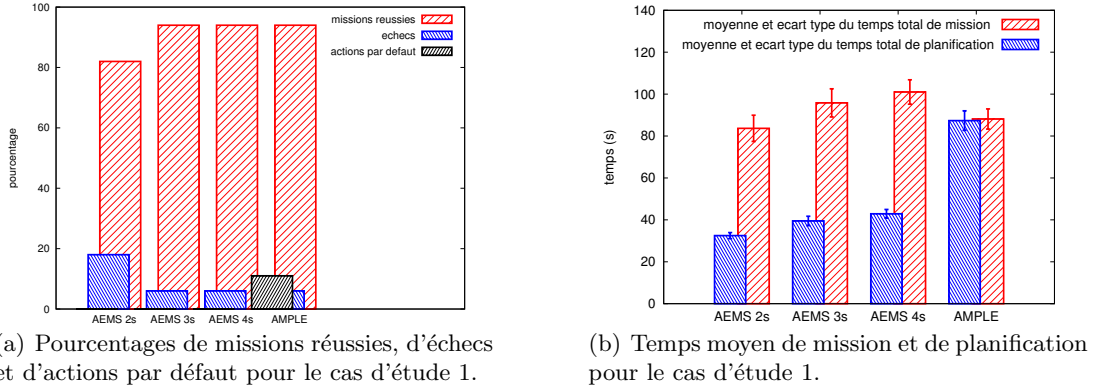 100
80
60
40
20
0
pourcentage
missions reussies
echecs
actions par defaut
AEMS 2s AEMS 3s AEMS 4s AMPLE
a) Pourcentages de missions réussies, d'échecs
et d'actions par défaut pour le cas d'étude 1.
140
120
100
80
60
40
20
0
temps (s)
moyenne et ecart type du temps total de mission
moyenne et ecart type du temps total de planification
AEMS 2s AEMS 3s AEMS 4s AMPLE
(b) Temps moyen de mission et de planification
pour le cas d'étude 1.